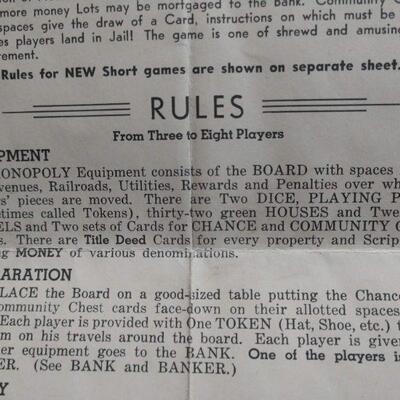 more money Lots may be mortgaged to the Bank. Community C
spaces give the draw of a Card, instructions on which must be
es players land in Jail! The game is of shrewd and amusing
rement.
Rules for NEW Short games are shown on separate sheet.
RULES
From Three to Eight Players
PMENT
ONOPOLY Equipment consists of the BOARD with spaces
venues, Railroads, Utilities, Rewards and Penalties over wh
rs' pieces are moved. There are Two DICE, PLAYING P
etimes called Tokens), thirty-two green HOUSES and Twe
ELS and Two sets of Cards for CHANCE and COMMUNITY C
S. There are Title Deed Cards for every property and Scrip
ng MONEY of various denominations.
ARATION
LACE the Board on a good-sized table putting the Chanc
ommunity Chest cards face-down on their allotted spaces
Each player is provided with One TOKEN (Hat, Shoe, etc.) t
m on his travels around the board. Each player is given
er equipment goes to the BANK. One of the players is
ER. (See BANK and BANKER.)
Y